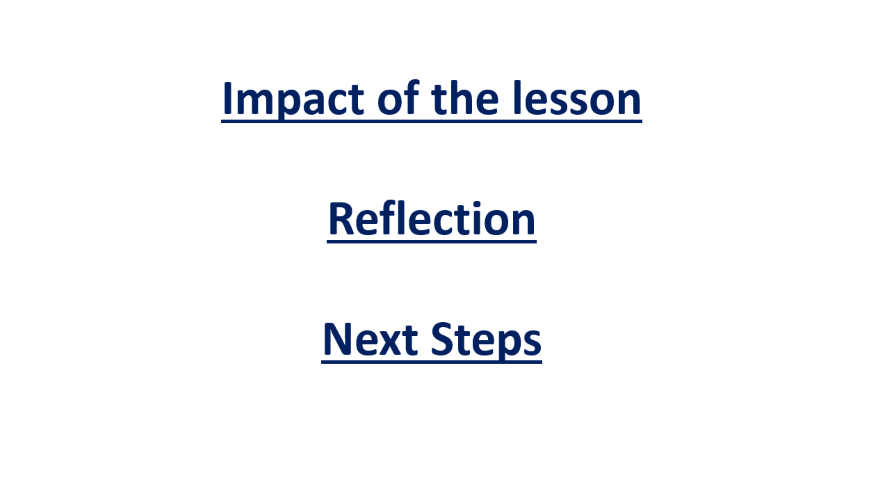 Impact of the lesson
Reflection
Next Steps